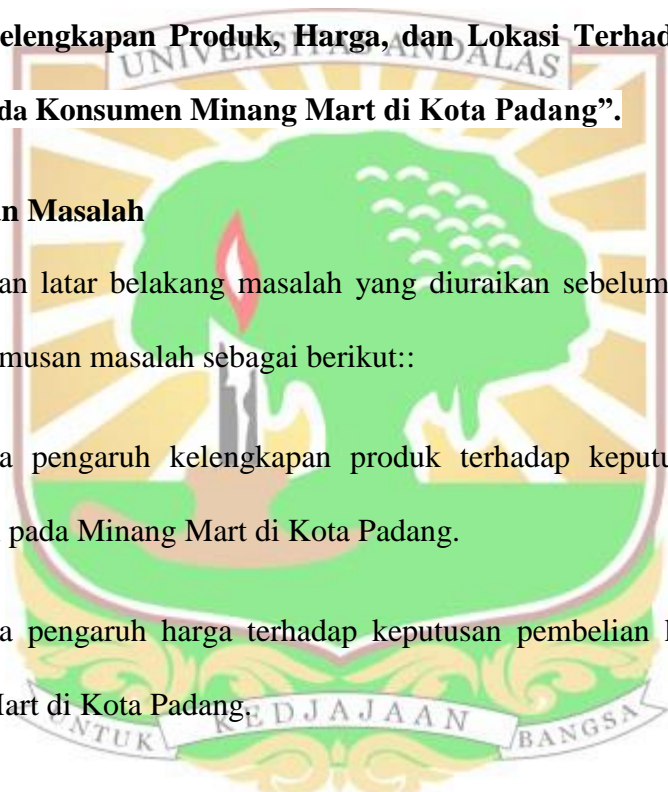 elengkapan Produk, Harga, dan Lokasi Terhad
UNIVERSITAS ANDALAS
da Konsumen Minang Mart di Kota Padang”.
n Masalah
an latar belakang masalah yang diuraikan sebelum
musan masalah sebagai berikut::
a pengaruh kelengkapan produk terhadap keputu
pada Minang Mart di Kota Padang.
a pengaruh harga terhadap keputusan pembelian
Mart di Kota Padang.
UNTUK KEDJAJAAN BANGSA